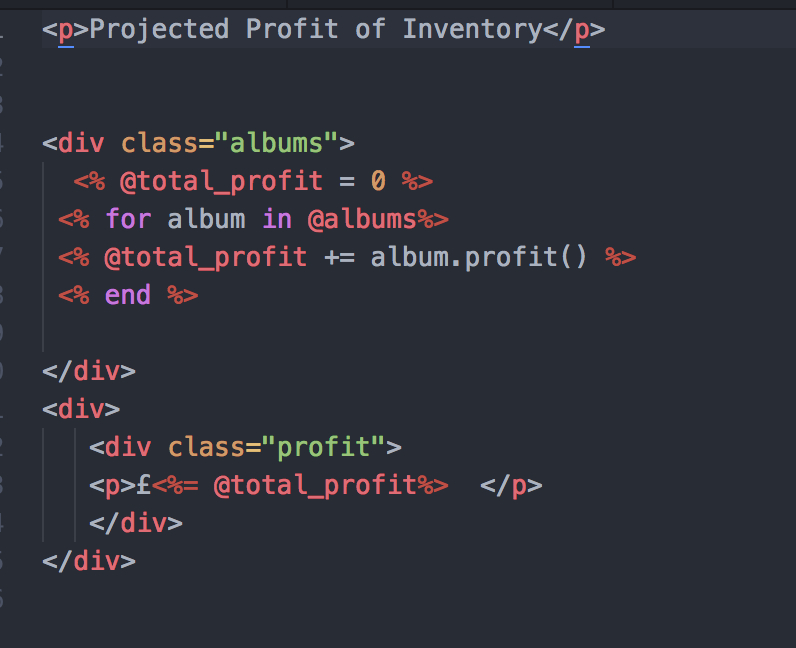 <p>Projected Profit of Inventory</p>
<div class="albums">
<% @total_profit = 0 %>
<% for album in @albums%>
<% @total_profit += album.profit() %>
<% end %>
</div>
<div>
<div class="profit">
<p>£<%= @total_profit%>  </p>
</div>
</div>